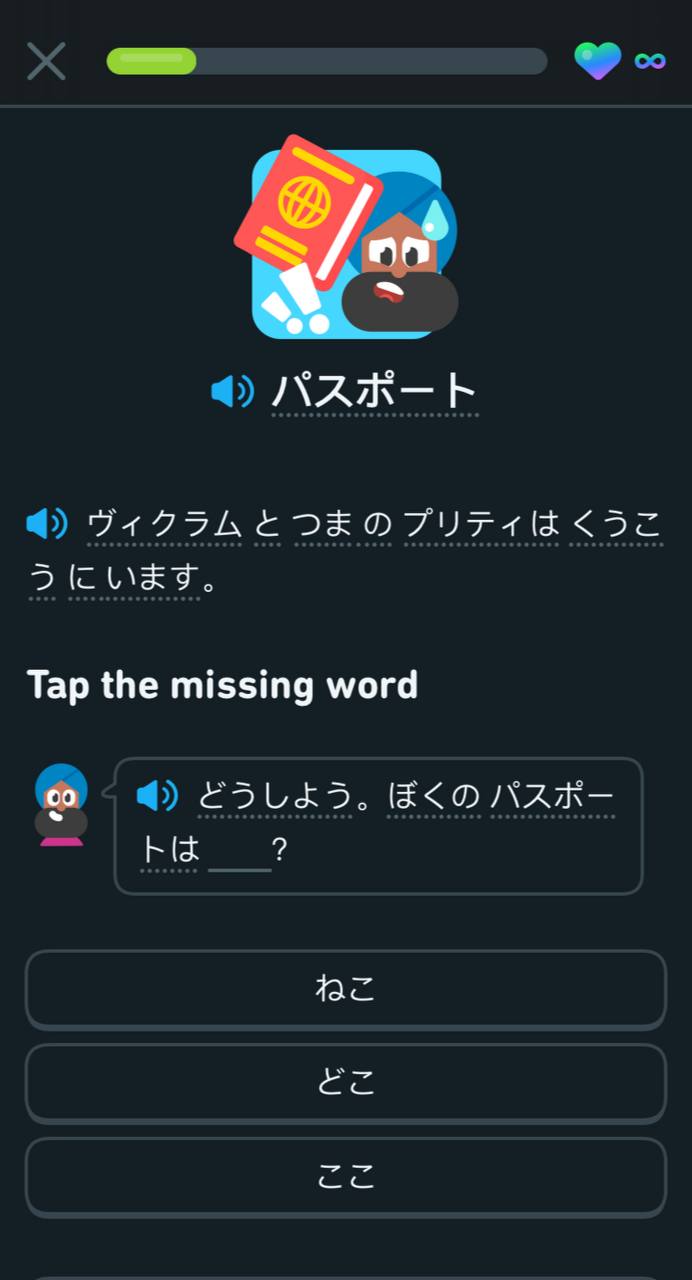 パスポート
ヴィクラム と つま の プリティは くうこ
う に います。
Tap the missing word
どうしよう。ぼくの パスポー
トは ____?
ねこ
どこ
ここ